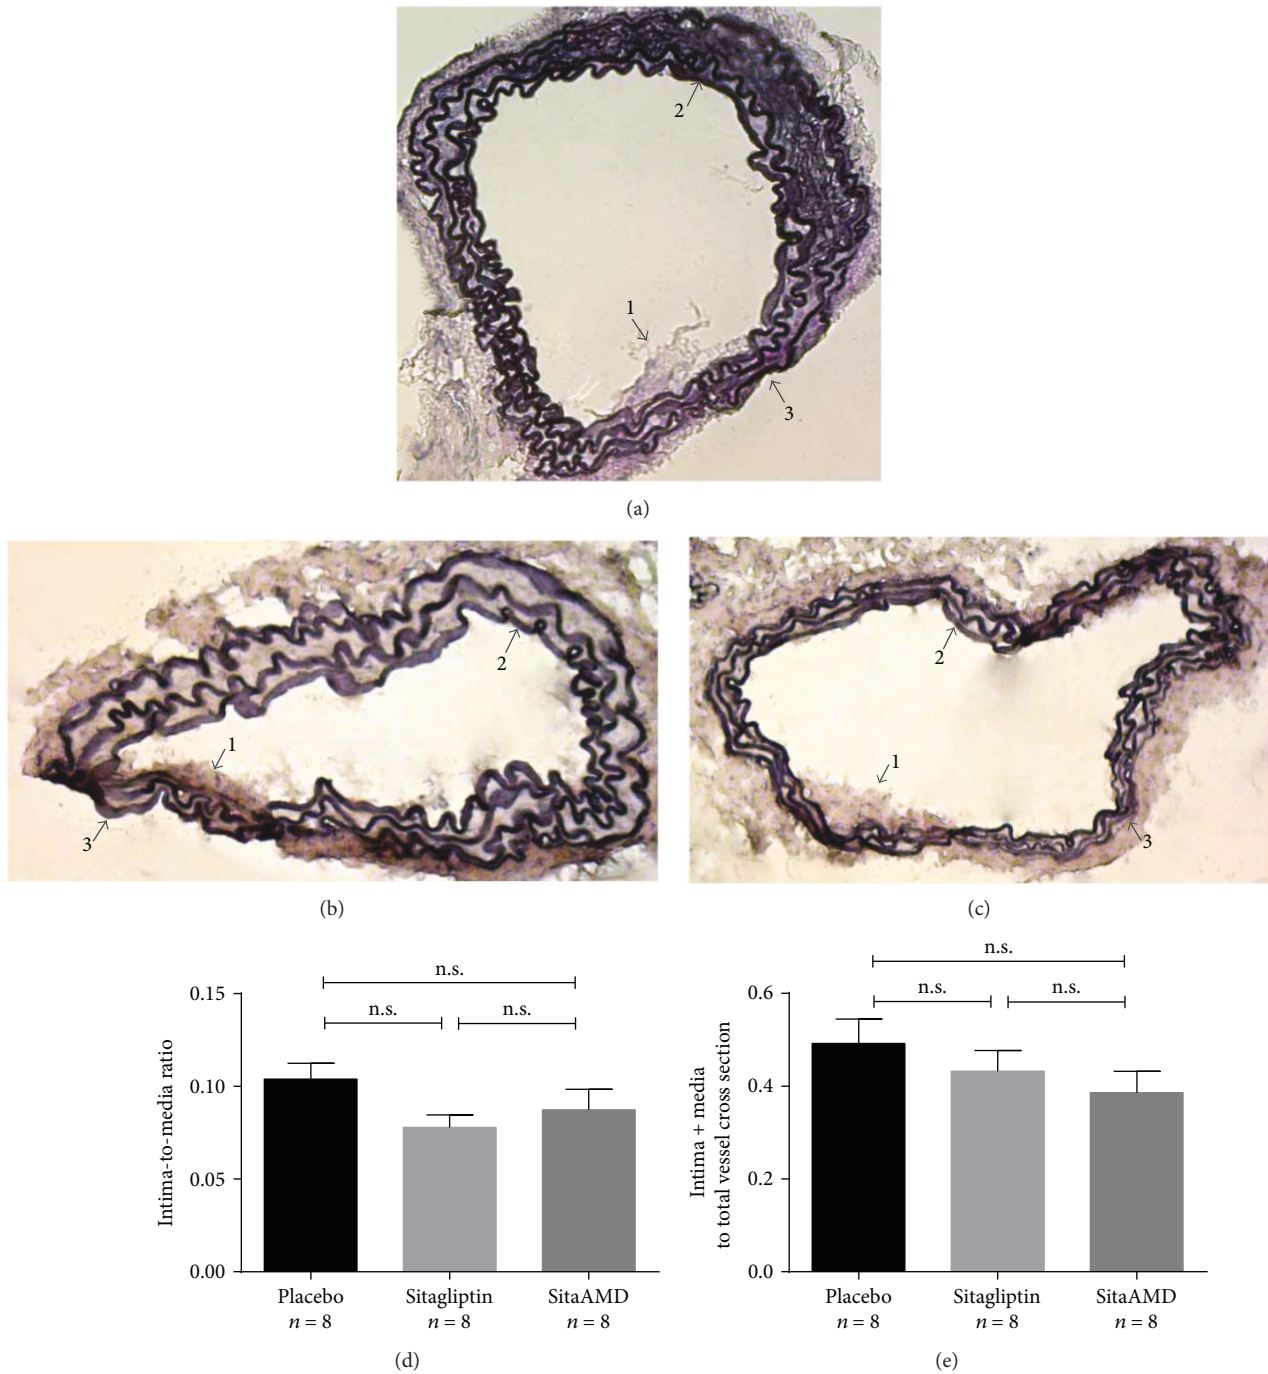 2
1
3
(a)
2
1
3
(b)
2
1
3
(c)
n.s.
n.s.
n.s.
0.15
0.10
0.05
0.00
Intima-to-media ratio
Placebo
n = 8
Sitagliptin
n = 8
SitaAMD
n = 8
(d)
n.s.
n.s.
n.s.
0.6
0.4
0.2
0.0
Intima + media
to total vessel cross section
Placebo
n = 8
Sitagliptin
n = 8
SitaAMD
n = 8
(e)